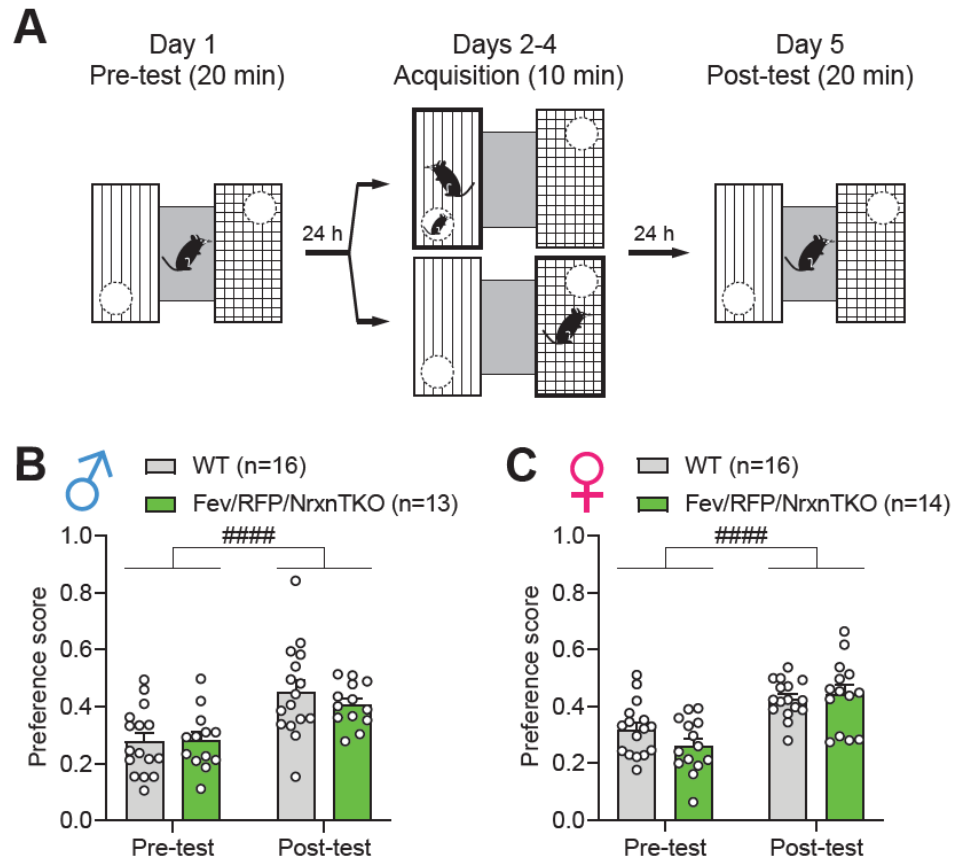 A
Day 1
Pre-test (20 min)
Days 2-4
Acquisition (10 min)
Day 5
Post-test (20 min)
24 h
24 h
B
♂
WT (n=16)
Fev/RFP/NrxnTKO (n=13)
####
Preference score
1.0
0.8
0.6
0.4
0.2
0.0
Pre-test
Post-test
C
♀
WT (n=16)
Fev/RFP/NrxnTKO (n=14)
####
Preference score
1.0
0.8
0.6
0.4
0.2
0.0
Pre-test
Post-test